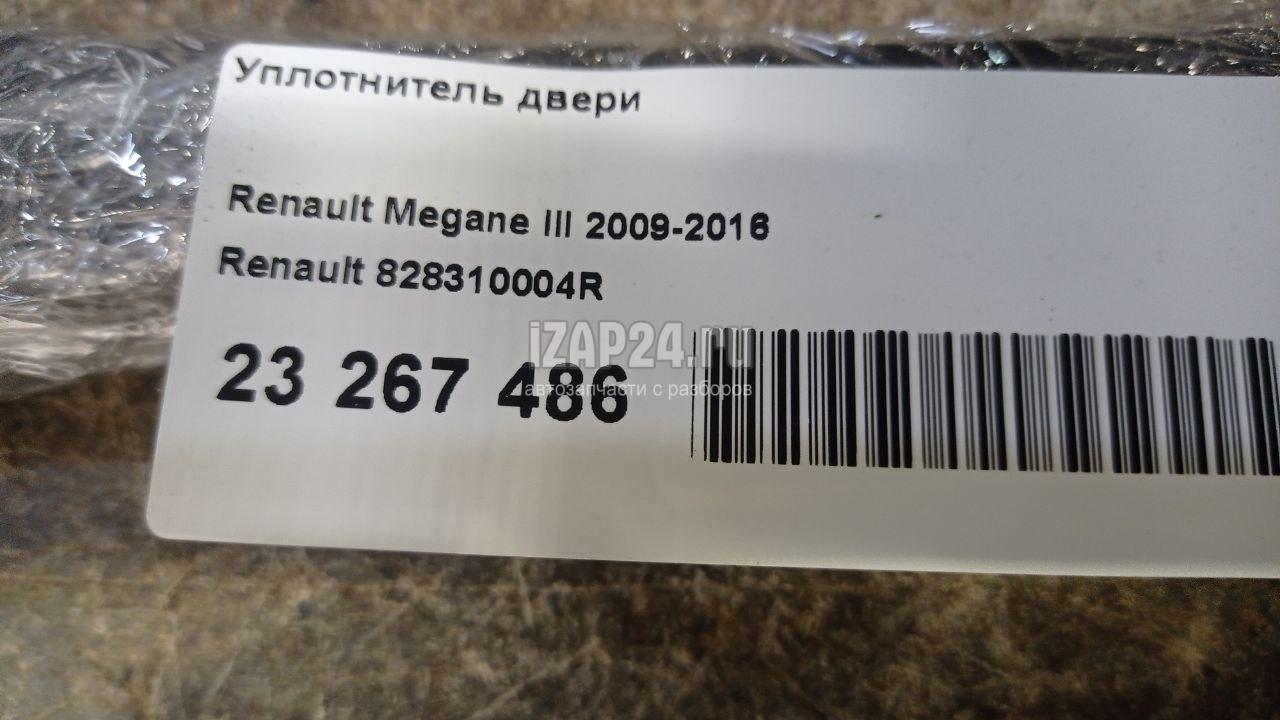 Уплотнитель двери
Renault Megane III 2009-2016
Renault 828310004R
23 267 486
iZAP24.ru
автозапчасти с разборов